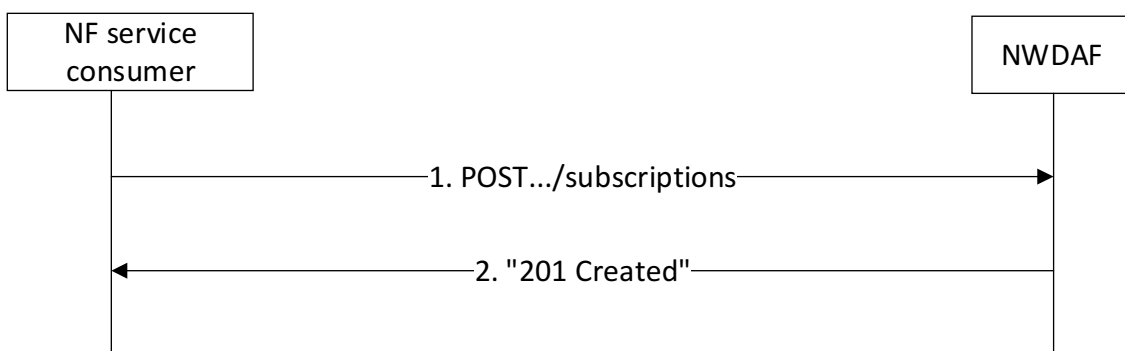 NF service
consumer
NWDAF
1. POST.../subscriptions
2. "201 Created"